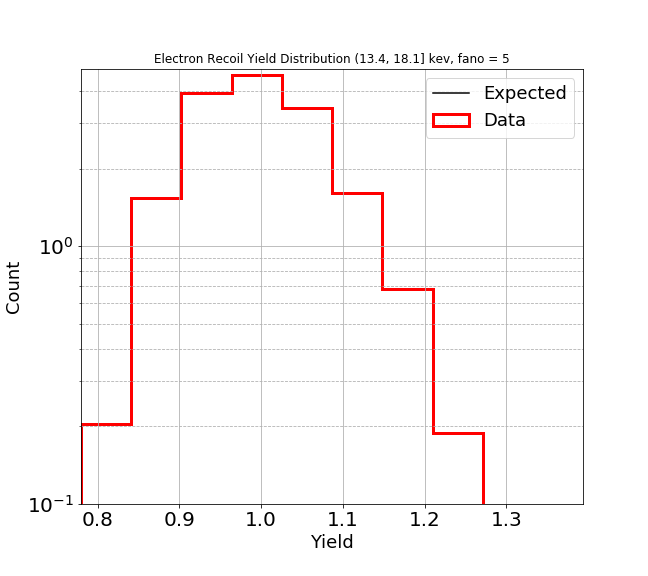 Electron Recoil Yield Distribution (13.4, 18.1] kev, fano = 5
Expected
Data
10⁰
10⁻¹
Count
0.8 0.9 1.0 1.1 1.2 1.3
Yield